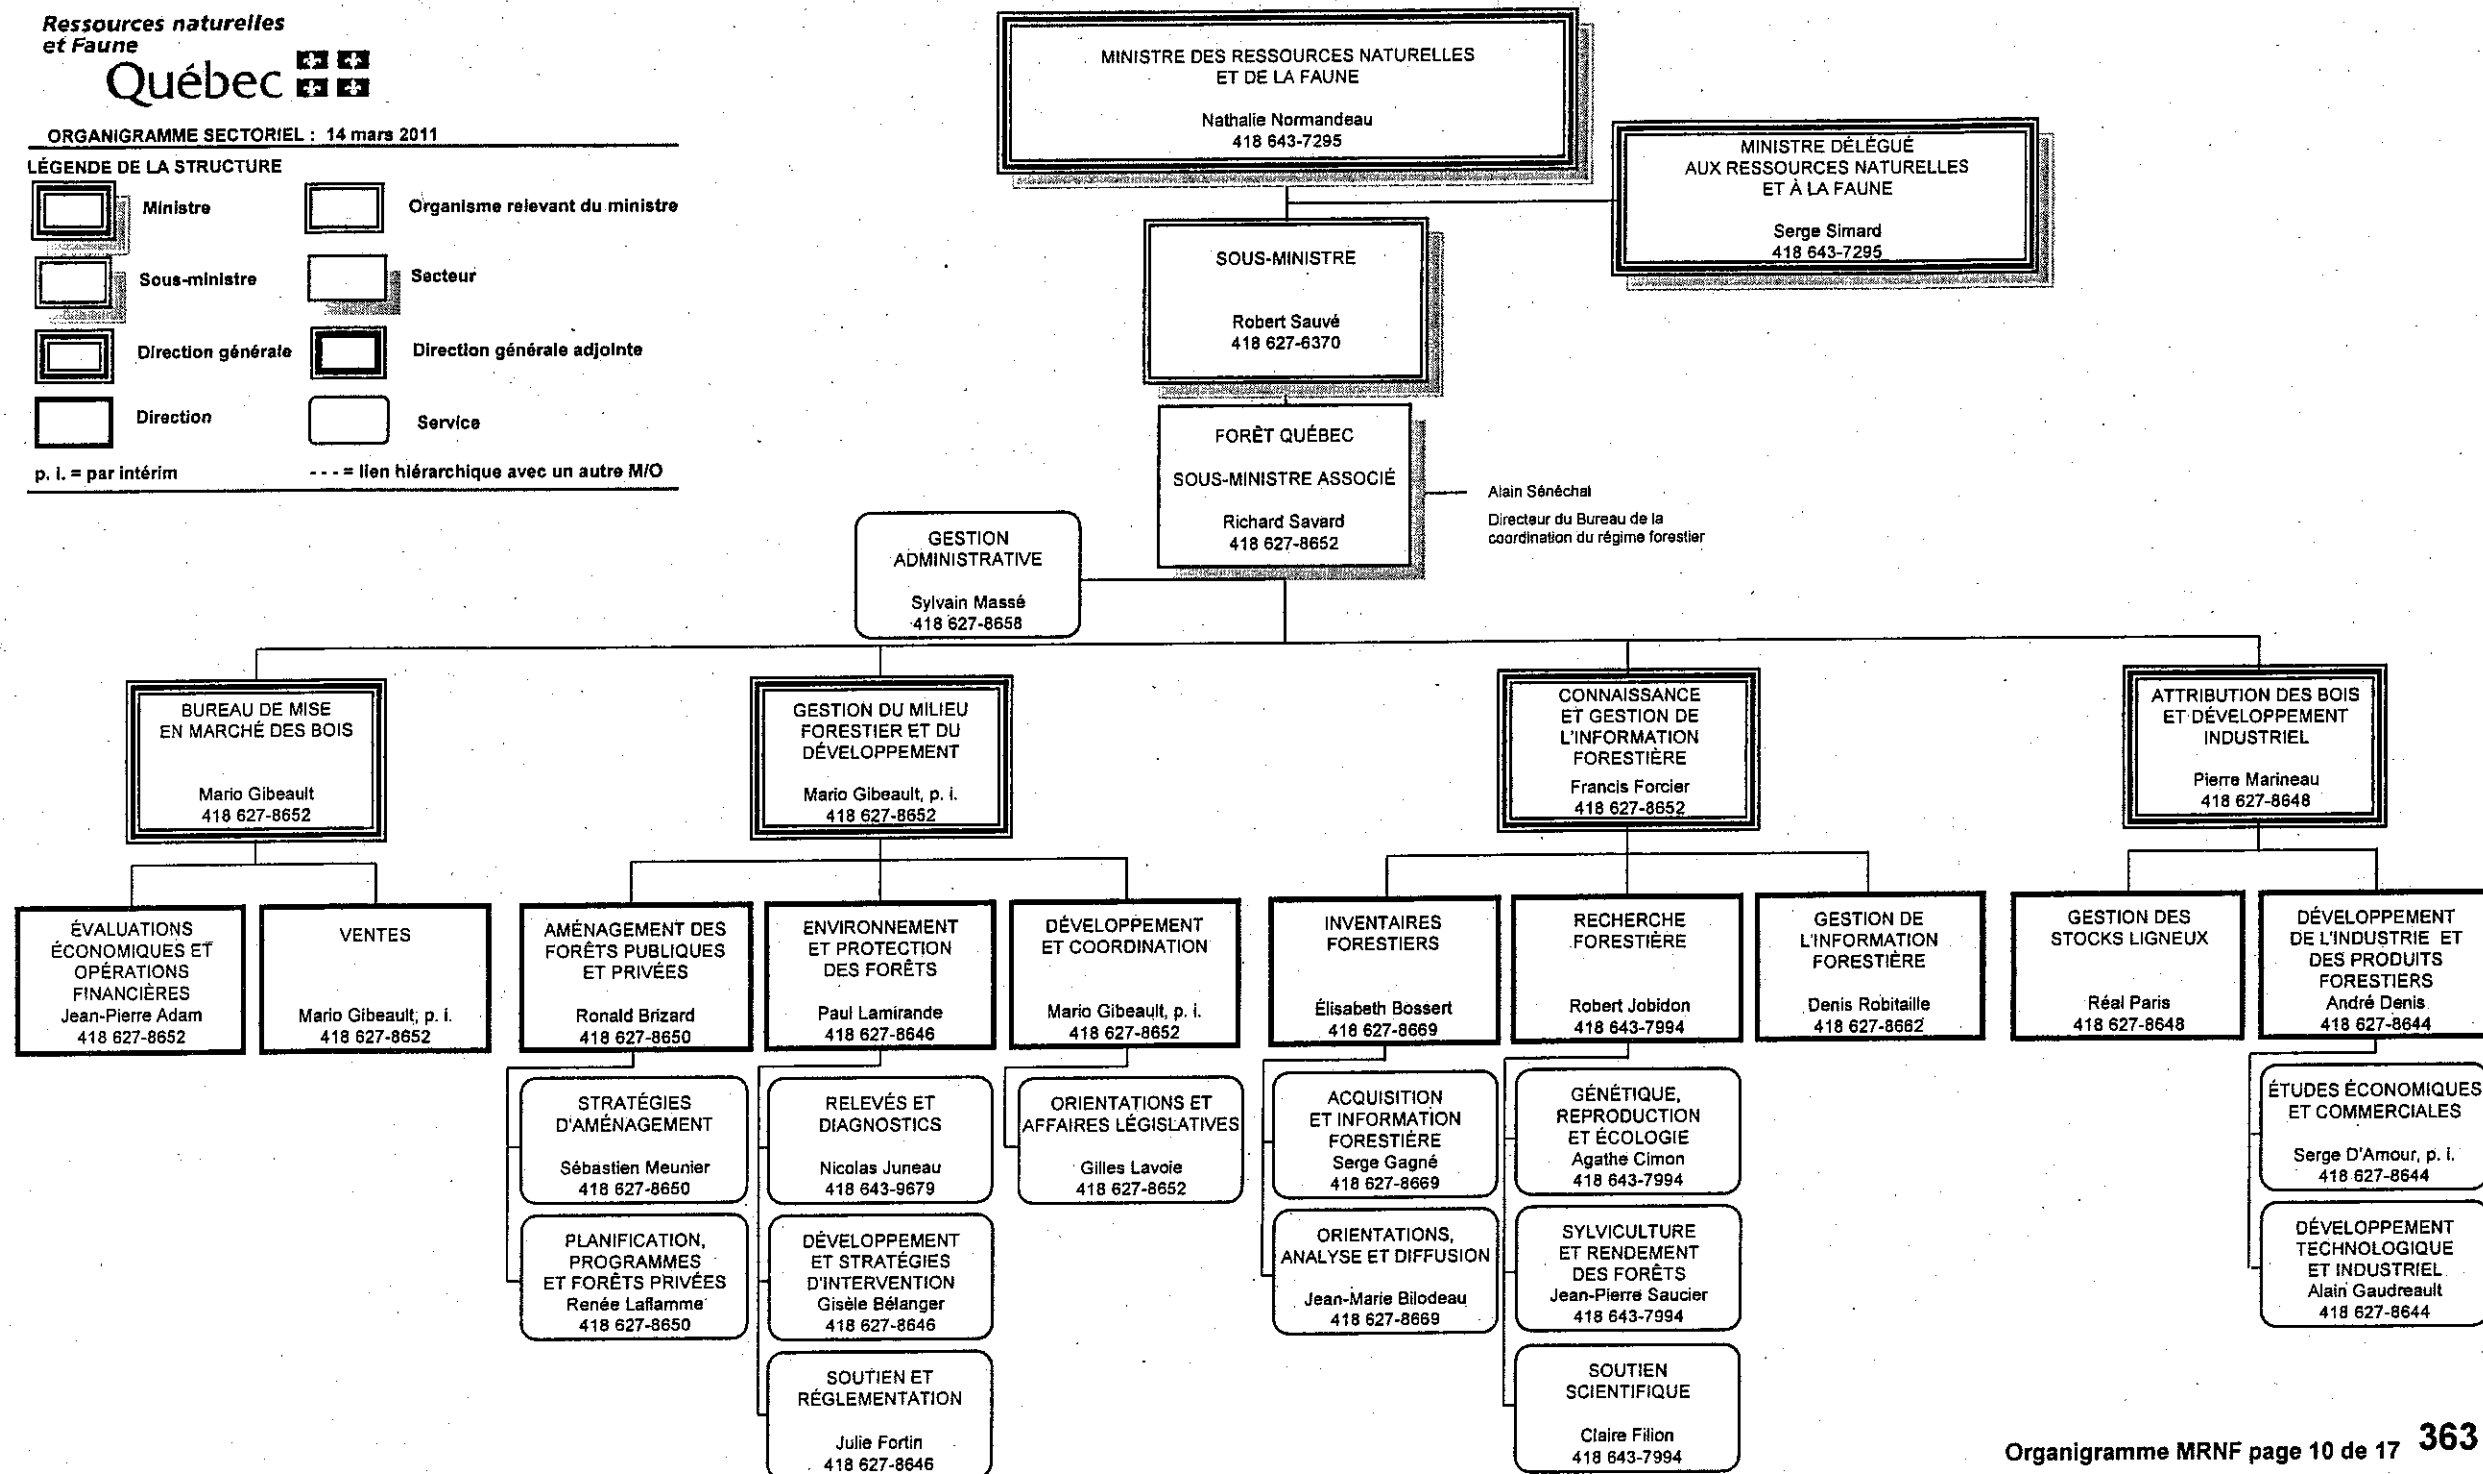 Ressources naturelles
et Faune
Québec
ORGANIGRAMME SECTORIEL : 14 mars 2011
LÉGENDE DE LA STRUCTURE
Ministre
Organisme relevant du ministre
Sous-ministre
Secteur
Direction générale
Direction générale adjointe
Direction
Service
p. i. = par intérim
- - - = lien hiérarchique avec un autre M/O
MINISTRE DES RESSOURCES NATURELLES
ET DE LA FAUNE
Nathalie Normandeau
418 643-7295
MINISTRE DÉLÉGUÉ
AUX RESSOURCES NATURELLES
ET À LA FAUNE
Serge Simard
418 643-7295
SOUS-MINISTRE
Robert Sauvé
418 627-6370
FORÊT QUÉBEC
SOUS-MINISTRE ASSOCIÉ
Richard Savard
418 627-8652
Alain Sénéchal
Directeur du Bureau de la
coordination du régime forestier
GESTION
ADMINISTRATIVE
Sylvain Massé
418 627-8658
BUREAU DE MISE
EN MARCHÉ DES BOIS
Mario Gibeault
418 627-8652
GESTION DU MILIEU
FORESTIER ET DU
DÉVELOPPEMENT
Mario Gibeault, p. i.
418 627-8652
CONNAISSANCE
ET GESTION DE
L'INFORMATION
FORESTIÈRE
Francis Forcier
418 627-8652
ATTRIBUTION DES BOIS
ET DÉVELOPPEMENT
INDUSTRIEL
Pierre Marineau
418 627-8648
ÉVALUATIONS
ÉCONOMIQUES ET
OPÉRATIONS
FINANCIÈRES
Jean-Pierre Adam
418 627-8652
VENTES
Mario Gibeault, p. i.
418 627-8652
AMÉNAGEMENT DES
FORÊTS PUBLIQUES
ET PRIVÉES
Ronald Brizard
418 627-8650
ENVIRONNEMENT
ET PROTECTION
DES FORÊTS
Paul Lamirande
418 627-8646
DÉVELOPPEMENT
ET COORDINATION
Mario Gibeault, p. i.
418 627-8652
INVENTAIRES
FORESTIERS
Élisabeth Bossert
418 627-8669
RECHERCHE
FORESTIÈRE
Robert Jobidon
418 643-7994
GESTION DE
L'INFORMATION
FORESTIÈRE
Denis Robitaille
418 627-8662
GESTION DES
STOCKS LIGNEUX
Réal Paris
418 627-8648
DÉVELOPPEMENT
DE L'INDUSTRIE ET
DES PRODUITS
FORESTIERS
André Denis
418 627-8644
STRATÉGIES
D'AMÉNAGEMENT
Sébastien Meunier
418 627-8650
RELEVÉS ET
DIAGNOSTICS
Nicolas Juneau
418 643-9679
ORIENTATIONS ET
AFFAIRES LÉGISLATIVES
Gilles Lavoie
418 627-8652
ACQUISITION
ET INFORMATION
FORESTIÈRE
Serge Gagné
418 627-8669
GÉNÉTIQUE,
REPRODUCTION
ET ÉCOLOGIE
Agathe Cimon
418 643-7994
ÉTUDES ÉCONOMIQUES
ET COMMERCIALES
Serge D'Amour, p. i.
418 627-8644
PLANIFICATION,
PROGRAMMES
ET FORÊTS PRIVÉES
Renée Laflamme
418 627-8650
DÉVELOPPEMENT
ET STRATÉGIES
D'INTERVENTION
Gisèle Bélanger
418 627-8646
ORIENTATIONS,
ANALYSE ET DIFFUSION
Jean-Marie Bilodeau
418 627-8669
SYLVICULTURE
ET RENDEMENT
DES FORÊTS
Jean-Pierre Saucier
418 643-7994
DÉVELOPPEMENT
TECHNOLOGIQUE
ET INDUSTRIEL
Alain Gaudreault
418 627-8644
SOUTIEN ET
RÉGLEMENTATION
Julie Fortin
418 627-8646
SOUTIEN
SCIENTIFIQUE
Claire Filion
418 643-7994
Organigramme MRNF page 10 de 17 363